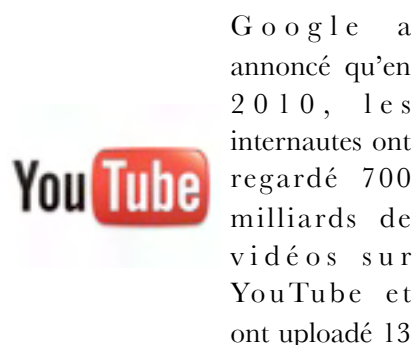 YouTube
Google a
annoncé qu'en
2010, les
internautes ont
regardé 700
milliards de
vidéos sur
YouTube et
ont uploadé 13